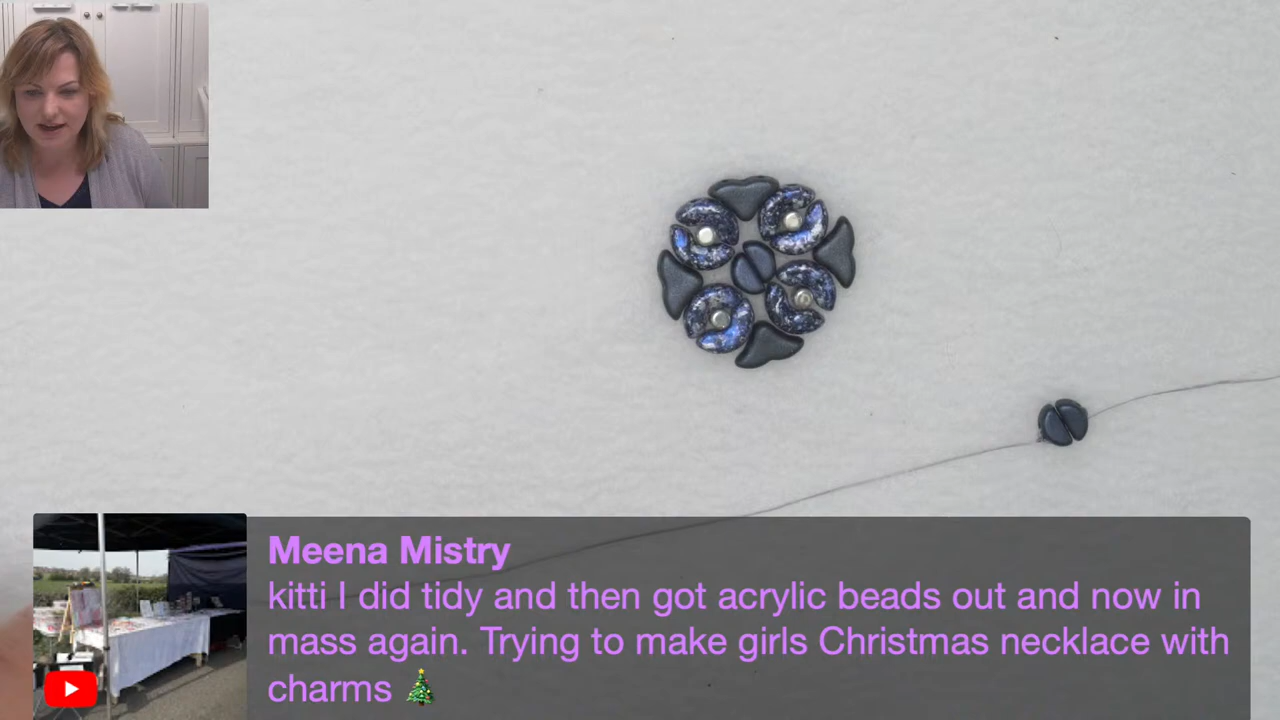 Meena Mistry
kitti I did tidy and then got acrylic beads out and now in
mass again. Trying to make girls Christmas necklace with
charms 🎄